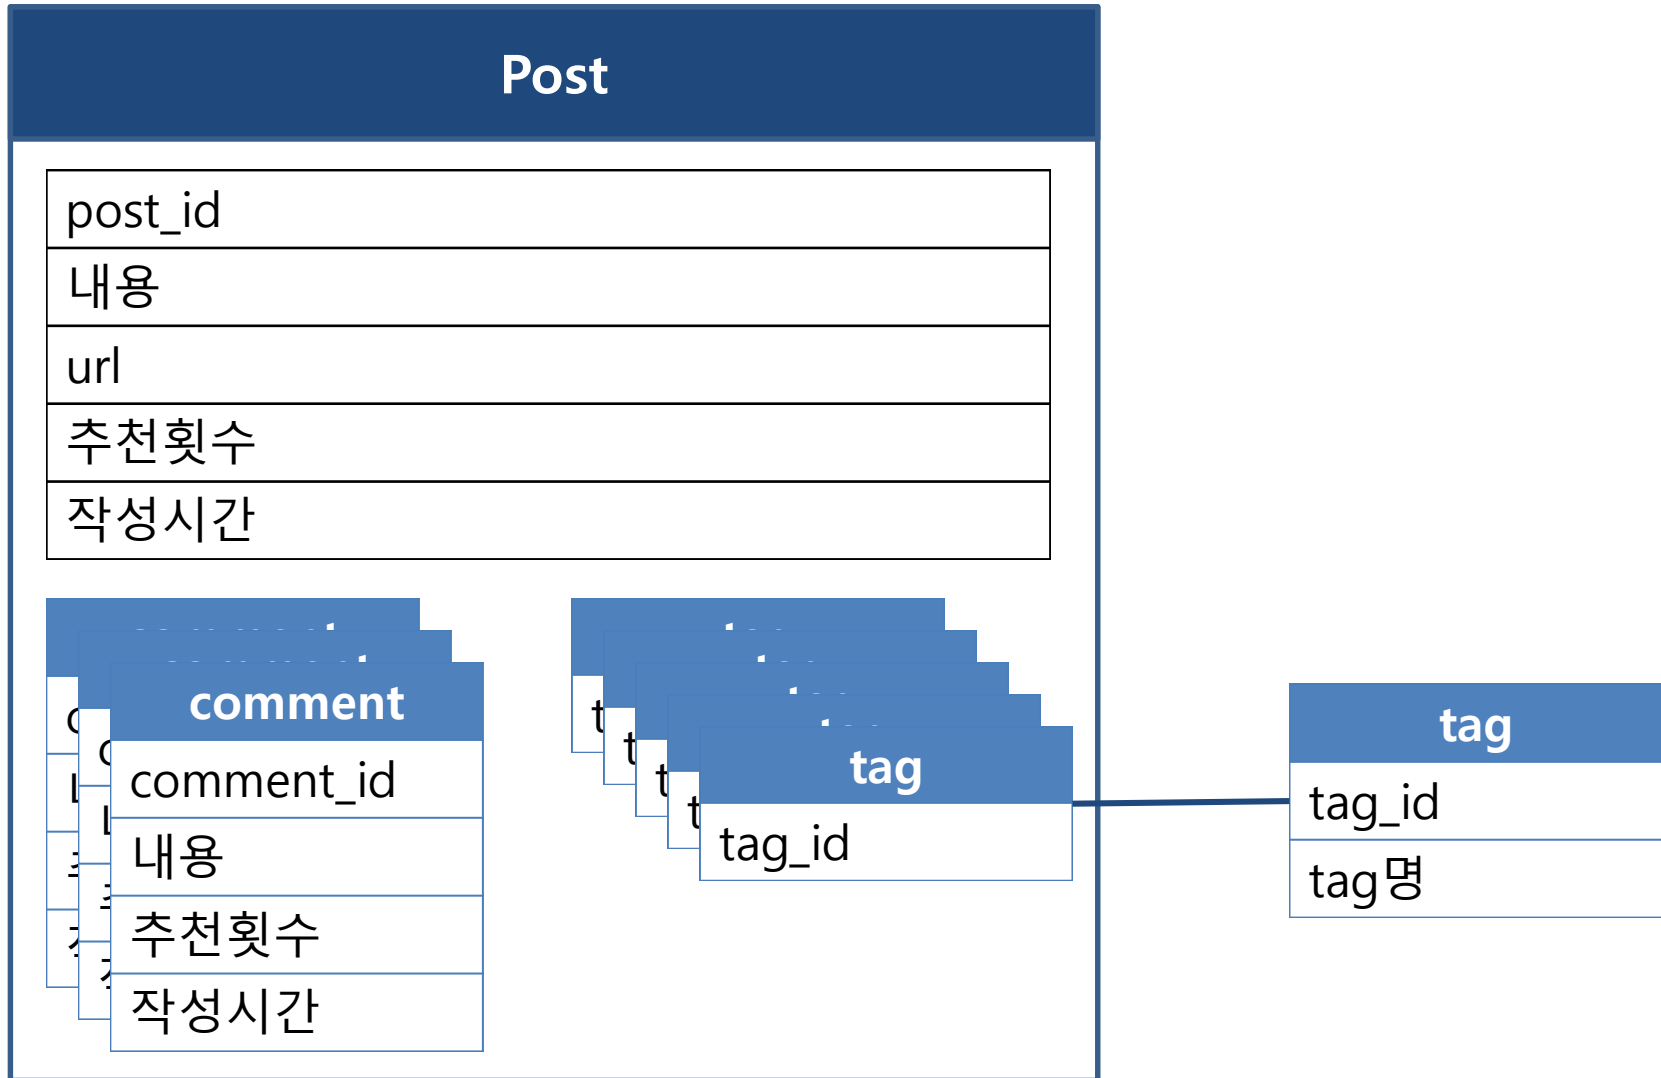 Post
post_id
내용
url
추천횟수
작성시간
comment
comment_id
내용
추천횟수
작성시간
tag
tag_id
tag
tag_id
tag명